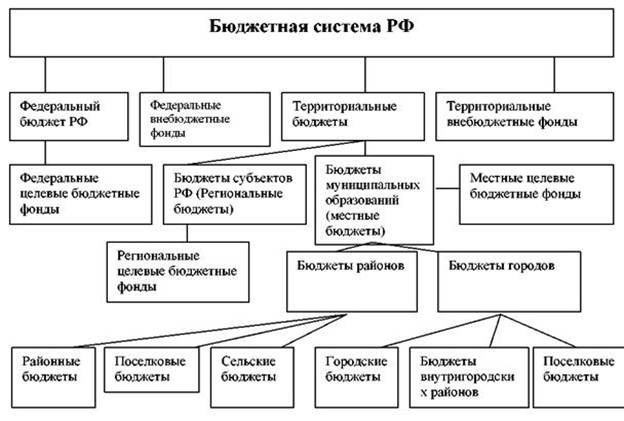 Бюджетная система РФ
Федеральный
бюджет РФ
Федеральные
внебюджетные
фонды
Территориальные
бюджеты
Территориальные
внебюджетные фонды
Федеральные
целевые бюджетные
фонды
Бюджеты субъектов
РФ (Региональные
бюджеты)
Бюджеты
муниципальных
образований
(местные
бюджеты)
Местные целевые
бюджетные фонды
Региональные
целевые бюджетные
фонды
Бюджеты районов
Бюджеты городов
Районные
бюджеты
Поселковые
бюджеты
Сельские
бюджеты
Городские
бюджеты
Бюджеты
внутригородски
х районов
Поселковые
бюджеты